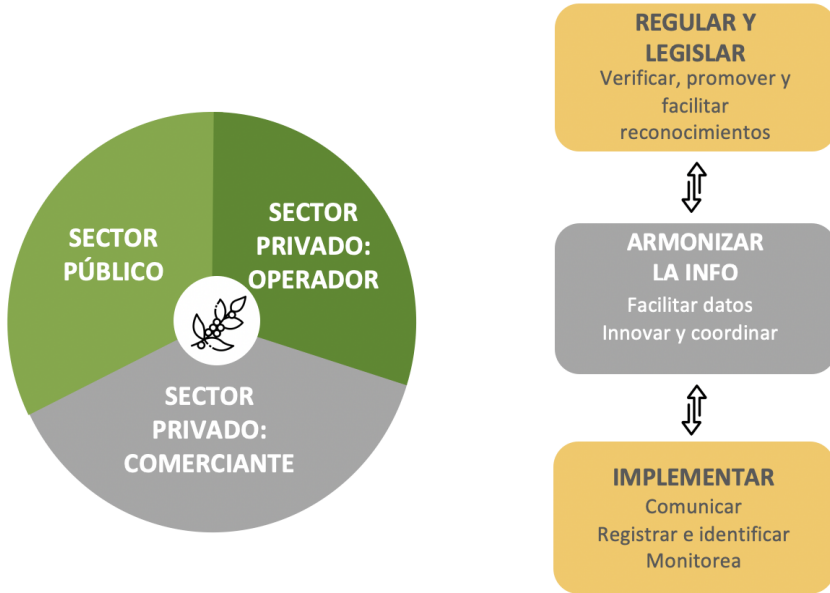 SECTOR
PÚBLICO
SECTOR
PRIVADO:
OPERADOR
SECTOR
PRIVADO:
COMERCIANTE
REGULAR Y
LEGISLAR
Verificar, promover y
facilitar
reconocimientos
ARMONIZAR
LA INFO
Facilitar datos
Innovar y coordinar
IMPLEMENTAR
Comunicar
Registrar e identificar
Monitorea